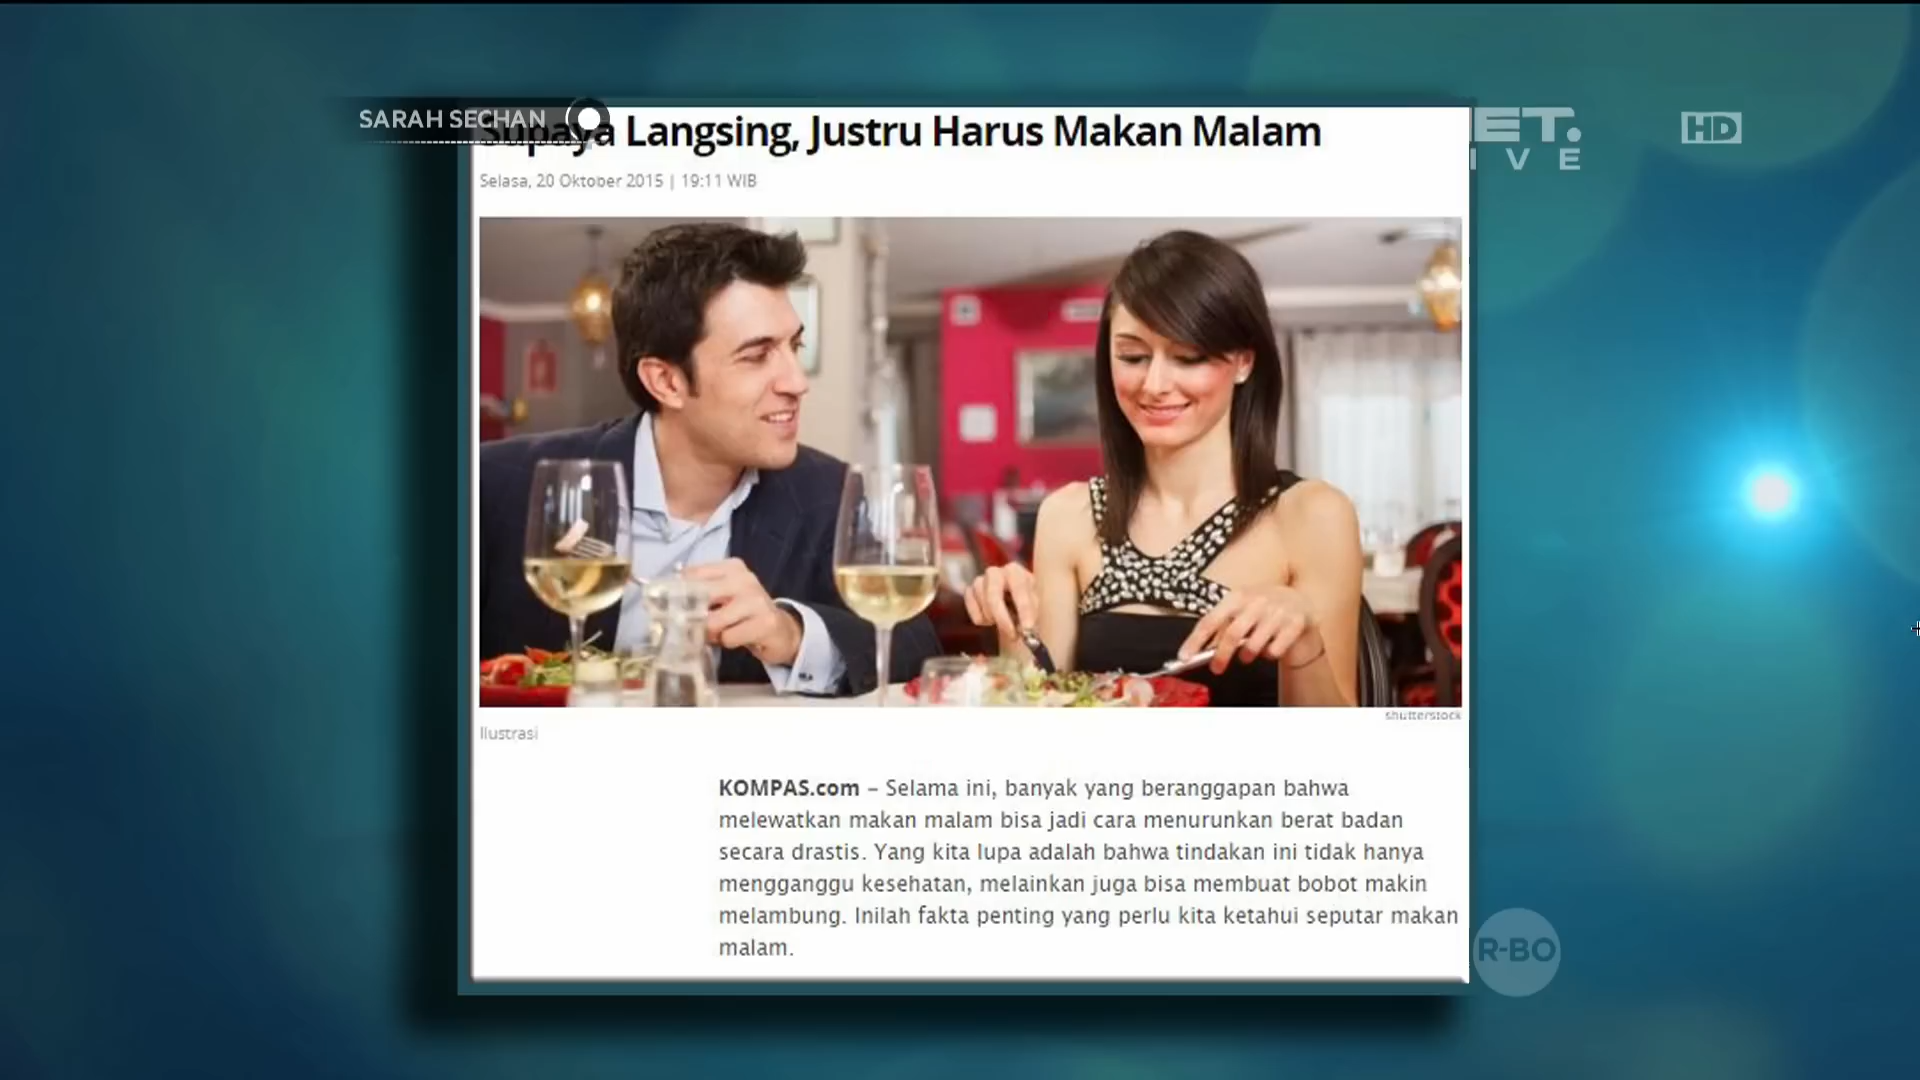 SARAH SECHAN
Supaya Langsing, Justru Harus Makan Malam
ET.
IVE
HD
Selasa, 20 Oktober 2015 | 19:11 WIB
shutterstock
Ilustrasi
KOMPAS.com – Selama ini, banyak yang beranggapan bahwa
melewatkan makan malam bisa jadi cara menurunkan berat badan
secara drastis. Yang kita lupa adalah bahwa tindakan ini tidak hanya
mengganggu kesehatan, melainkan juga bisa membuat bobot makin
melambung. Inilah fakta penting yang perlu kita ketahui seputar makan
malam.
R-BO